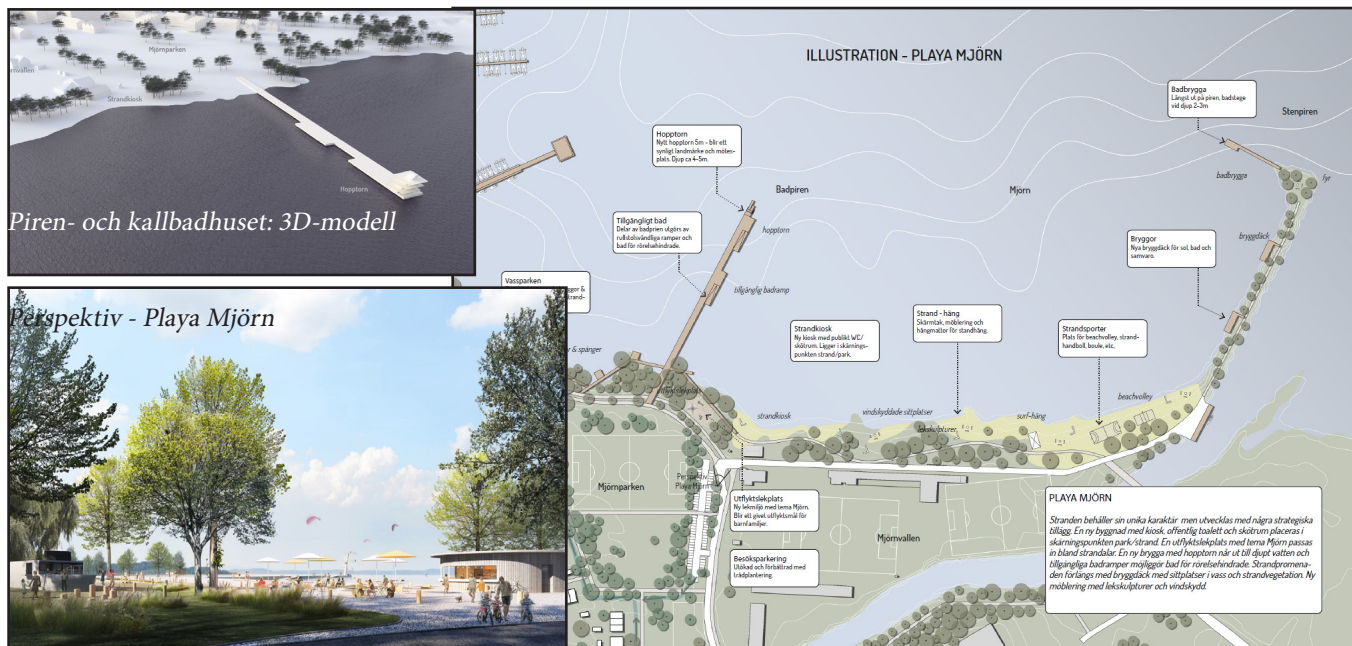 Mjörnparken
Strandkiosk
Hopptorn
Piren- och kallbadhuset: 3D-modell
Perspektiv - Playa Mjörn
ILLUSTRATION - PLAYA MJÖRN
Badbrygga
Längst ut på piren, badstege
vid djup 2-3m
Stenpiren
badbrygga
fyr
Hopptorn
Nytt hopptorn 5m - blir ett
synligt landmärke och mötes-
plats. Djup ca 4-5m.
Badpiren
Mjörn
Tillgängligt bad
Delar av badprien utgörs av
rullstolsvändliga ramper och
bad för rörelsehindrade.
hopptorn
tillgänglig badramp
Bryggor
Nya bryggdäck för sol, bad och
samvaro.
bryggdäck
Vassparken
& spänger
Strandkiosk
Ny kiosk med publikt WC/
skötrum. Ligger i skärnings-
punkten strand/park.
Strand - häng
Skärmtak, möblering och
hängmattor för standhäng.
Strandsporter
Plats för beachvolley, strand-
handboll, boule, etc,
strandkiosk
vindskyddade sittplatser
lekskulpturer
surf-häng
beachvolley
Mjörnparken
Perspektiv
Playa Mjörn
Utflyktslekplats
Ny lekmiljö med tema Mjörn.
Blir ett givet utflyktsmål för
barnfamiljer.
Besöksparkering
Utökad och förbättrad med
trädplantering.
Mjörnvallen
PLAYA MJÖRN
Stranden behåller sin unika karaktär men utvecklas med några strategiska
tillägg. En ny byggnad med kiosk, offentlig toalett och skötrum placeras i
skärningspunkten park/strand. En utflyktslekplats med tema Mjörn passas
in bland strandalar. En ny brygga med hopptorn når ut till djupt vatten och
tillgängliga badramper möjliggör bad för rörelsehindrade. Strandpromena-
den förlängs med bryggdäck med sittplatser i vass och strandvegetation. Ny
möblering med lekskulpturer och vindskydd.